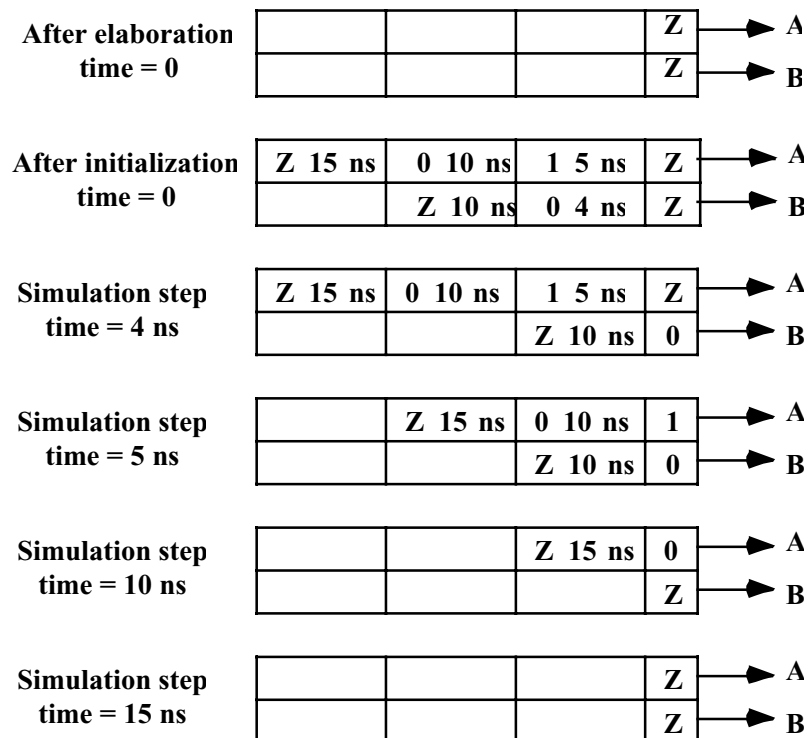 After elaboration
time = 0
Z A
Z B
After initialization
time = 0
Z 15 ns 0 10 ns 1 5 ns Z A
Z 10 ns 0 4 ns Z B
Simulation step
time = 4 ns
Z 15 ns 0 10 ns 1 5 ns Z A
Z 10 ns 0 B
Simulation step
time = 5 ns
Z 15 ns 0 10 ns 1 A
Z 10 ns 0 B
Simulation step
time = 10 ns
Z 15 ns 0 A
Z B
Simulation step
time = 15 ns
Z A
Z B